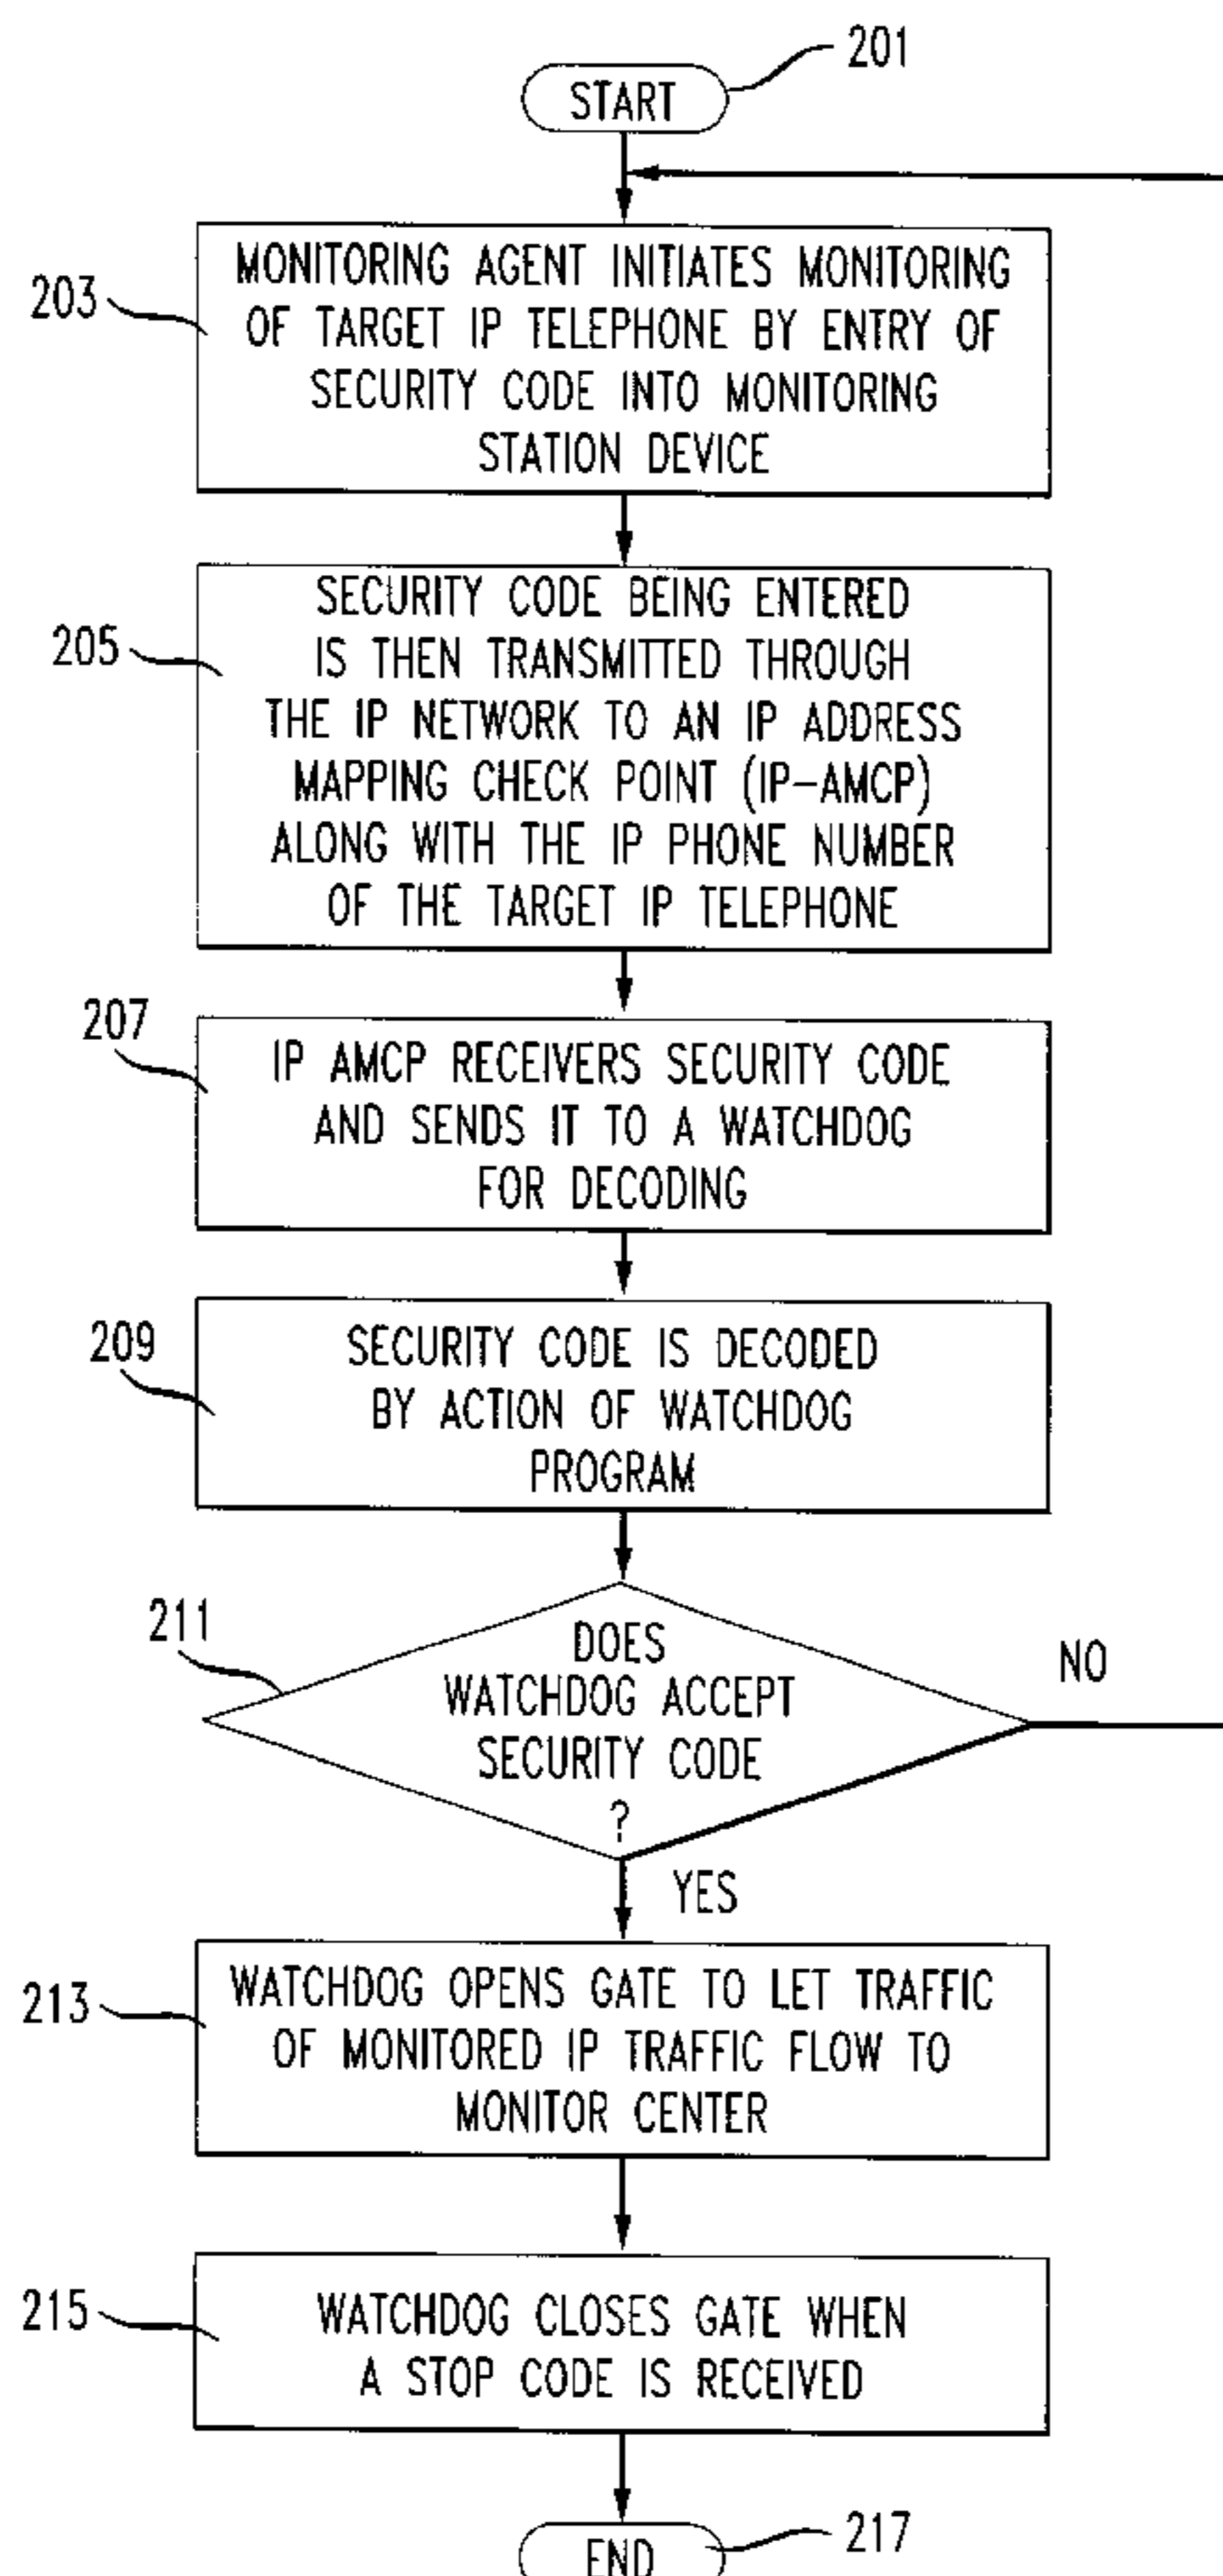 201
START
203
MONITORING AGENT INITIATES MONITORING
OF TARGET IP TELEPHONE BY ENTRY OF
SECURITY CODE INTO MONITORING
STATION DEVICE
205
SECURITY CODE BEING ENTERED
IS THEN TRANSMITTED THROUGH
THE IP NETWORK TO AN IP ADDRESS
MAPPING CHECK POINT (IP-AMCP)
ALONG WITH THE IP PHONE NUMBER
OF THE TARGET IP TELEPHONE
207
IP AMCP RECEIVERS SECURITY CODE
AND SENDS IT TO A WATCHDOG
FOR DECODING
209
SECURITY CODE IS DECODED
BY ACTION OF WATCHDOG
PROGRAM
211
DOES
WATCHDOG ACCEPT
SECURITY CODE
?
NO
YES
213
WATCHDOG OPENS GATE TO LET TRAFFIC
OF MONITORED IP TRAFFIC FLOW TO
MONITOR CENTER
215
WATCHDOG CLOSES GATE WHEN
A STOP CODE IS RECEIVED
217
END